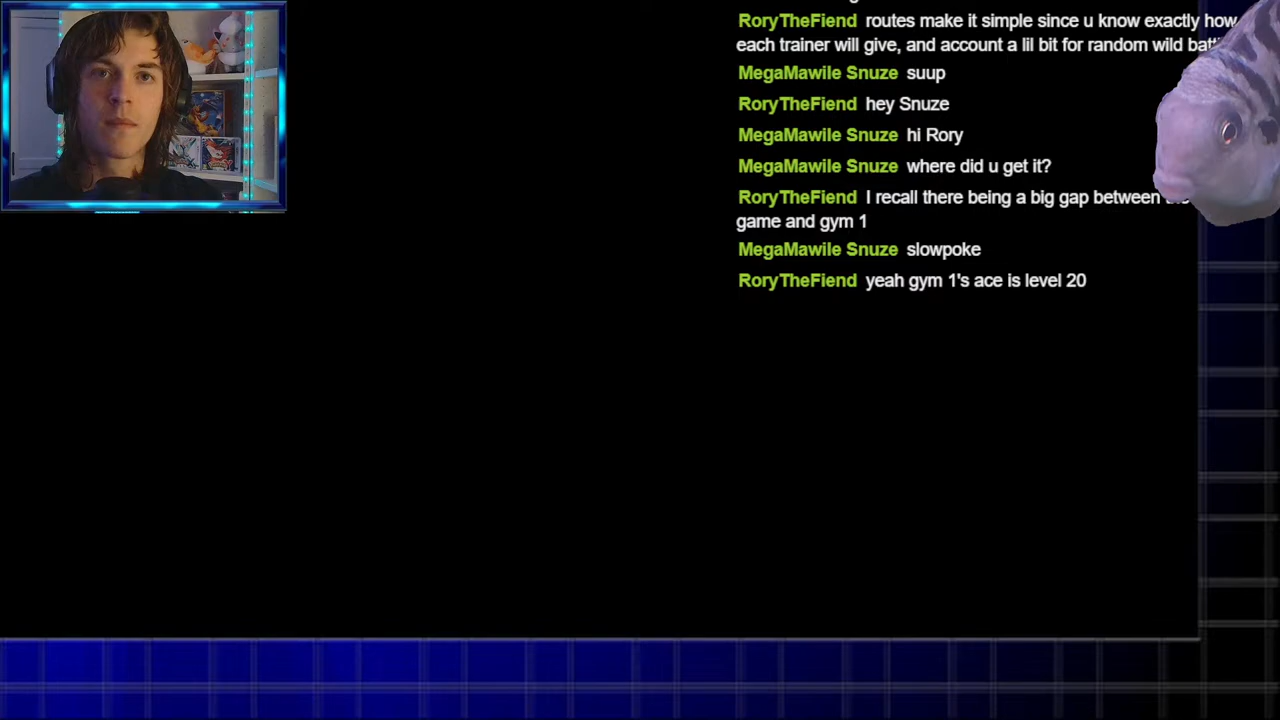 RoryTheFiend routes make it simple since u know exactly how
each trainer will give, and account a lil bit for random wild
MegaMawile Snuze suup
RoryTheFiend hey Snuze
MegaMawile Snuze hi Rory
MegaMawile Snuze where did u get it?
RoryTheFiend I recall there being a big gap between
game and gym 1
MegaMawile Snuze slowpoke
RoryTheFiend yeah gym 1's ace is level 20